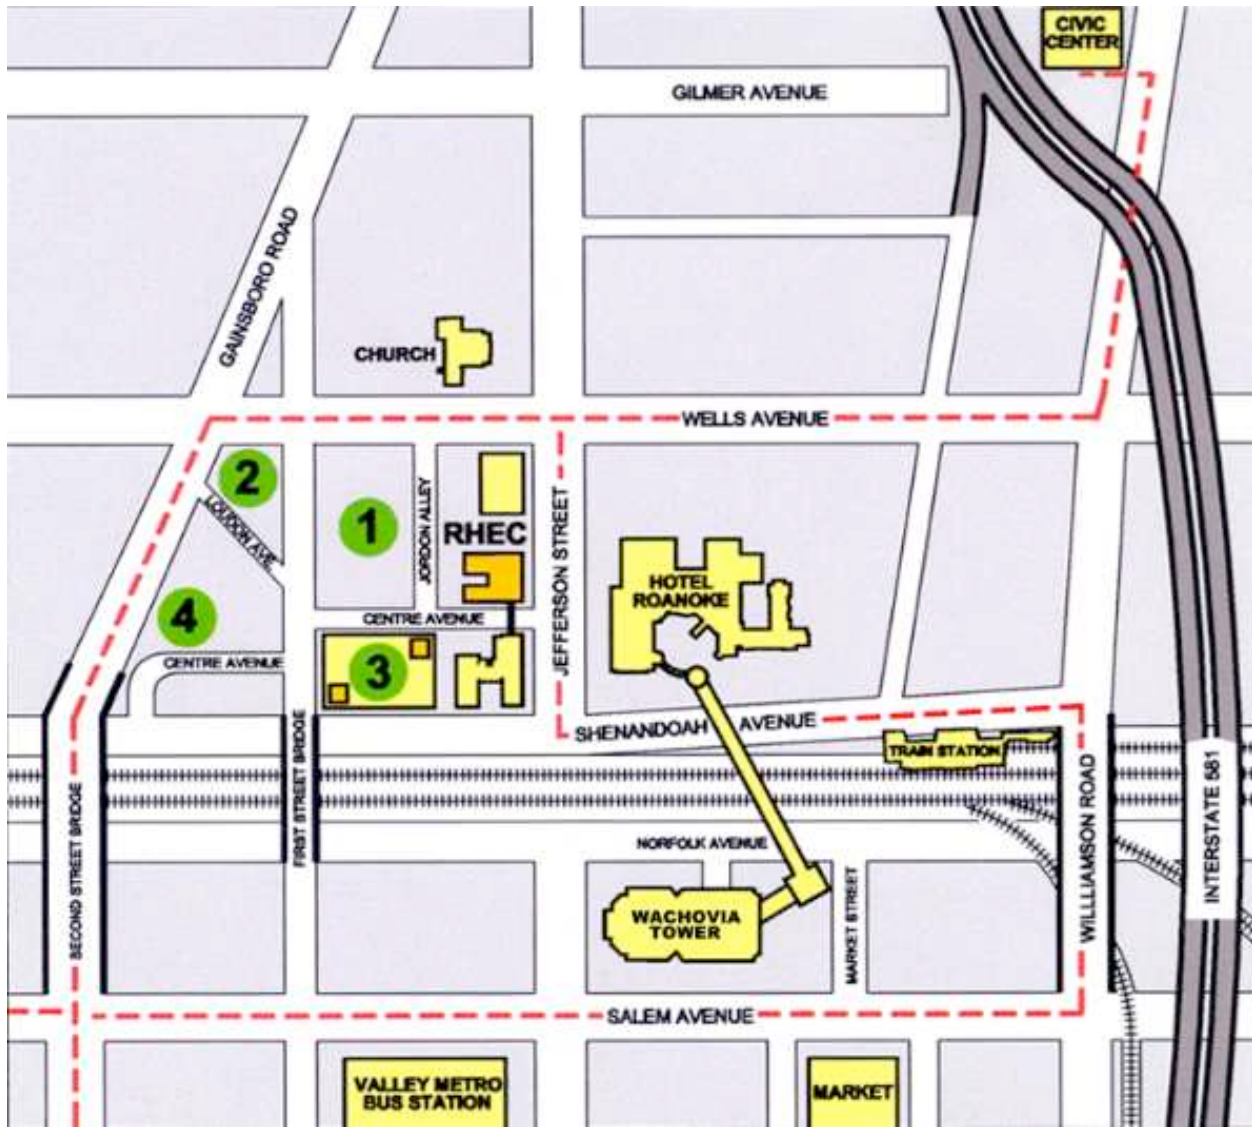 CIVIC
CENTER
GILMER AVENUE
GAINSBORO ROAD
CHURCH
WELLS AVENUE
2
LOUDON AVE.
1
JORDON ALLEY
RHEC
JEFFERSON STREET
HOTEL
ROANOKE
4
CENTRE AVENUE
CENTRE AVENUE
3
SHENANDOAH AVENUE
TRAIN STATION
FIRST STREET BRIDGE
SECOND STREET BRIDGE
WILLLIAMSON ROAD
INTERSTATE 581
NORFOLK AVENUE
MARKET STREET
WACHOVIA
TOWER
SALEM AVENUE
VALLEY METRO
BUS STATION
MARKET